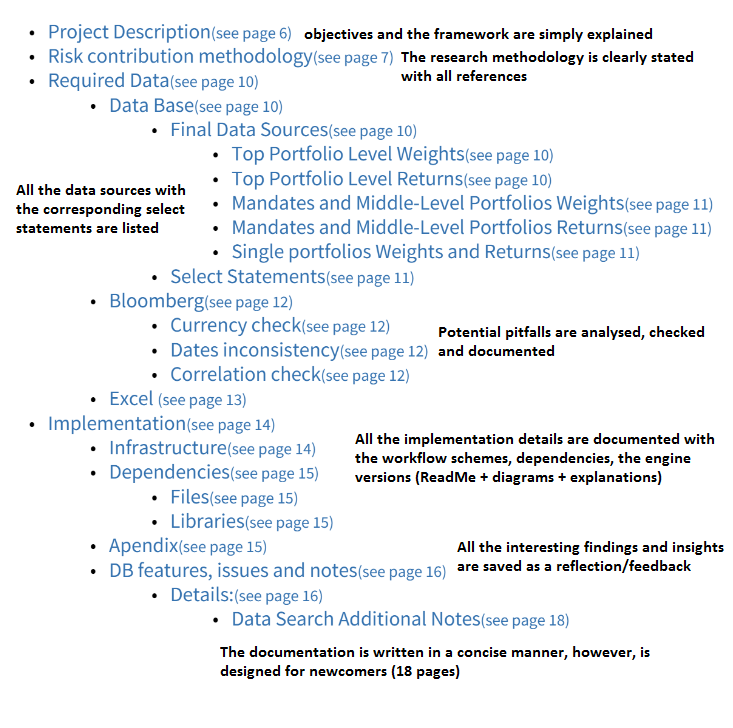 • Project Description(see page 6) objectives and the framework are simply explained
• Risk contribution methodology(see page 7) The research methodology is clearly stated
with all references
• Required Data(see page 10)
• Data Base(see page 10)
• Final Data Sources(see page 10)
• Top Portfolio Level Weights(see page 10)
• Top Portfolio Level Returns(see page 10)
• Mandates and Middle-Level Portfolios Weights(see page 11)
• Mandates and Middle-Level Portfolios Returns(see page 11)
• Single portfolios Weights and Returns(see page 11)
All the data sources with
the corresponding select
statements are listed
• Select Statements(see page 11)
• Bloomberg(see page 12)
• Currency check(see page 12)
• Dates inconsistency(see page 12)
• Correlation check(see page 12)
Potential pitfalls are analysed, checked
and documented
• Excel (see page 13)
• Implementation(see page 14)
• Infrastructure(see page 14)
• Dependencies(see page 15)
• Files(see page 15)
• Libraries(see page 15)
All the implementation details are documented with
the workflow schemes, dependencies, the engine
versions (ReadMe + diagrams + explanations)
• Apendix(see page 15)
• DB features, issues and notes(see page 16)
All the interesting findings and insights
are saved as a reflection/feedback
• Details:(see page 16)
• Data Search Additional Notes(see page 18)
The documentation is written in a concise manner, however, is
designed for newcomers (18 pages)